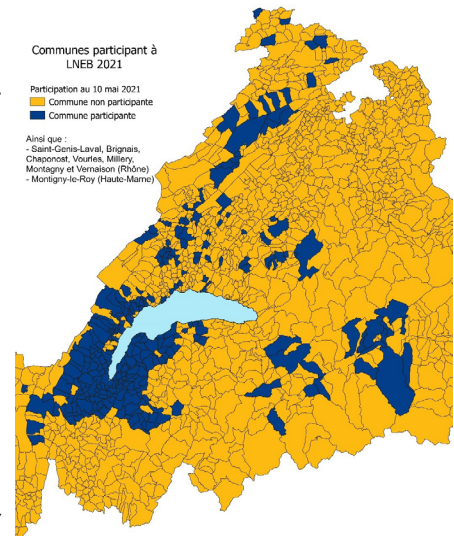 Communes participant à
LNEB 2021
Participation au 10 mai 2021
Commune non participante
Commune participante
Ainsi que :
- Saint-Genis-Laval, Brignais,
Chaponost, Vourles, Millery,
Montagny et Vernaison (Rhône)
- Montigny-le-Roy (Haute-Marne)